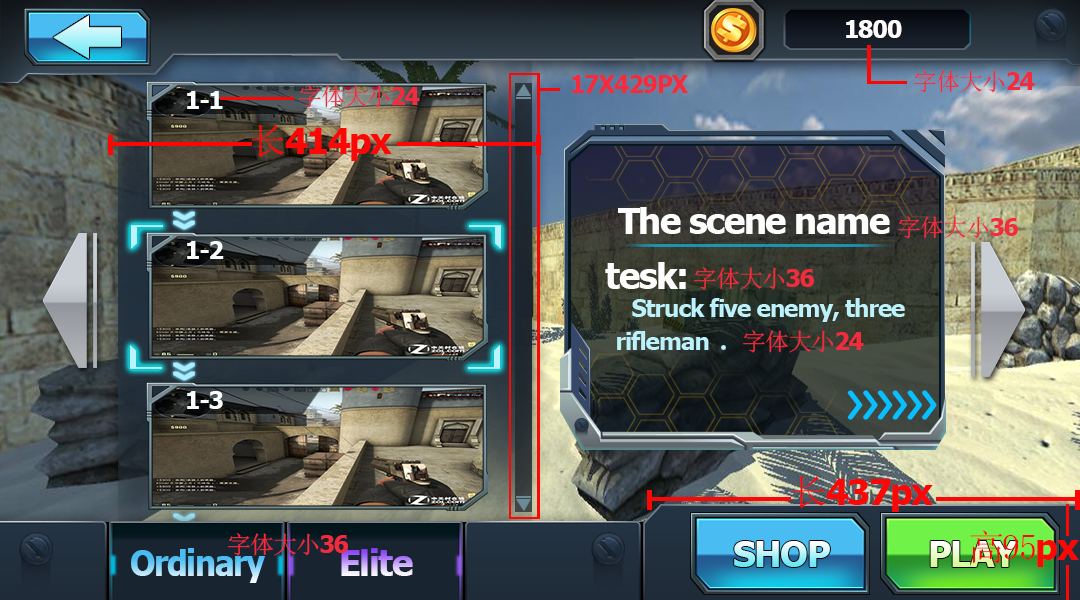 1800
字体大小24
17X429PX
1-1
字体大小24
长414px
The scene name 字体大小36
1-2
tesk: 字体大小36
Struck five enemy, three
rifleman . 字体大小24
1-3
长437px
字体大小36
Ordinary
Elite
SHOP
PLAY
高95px